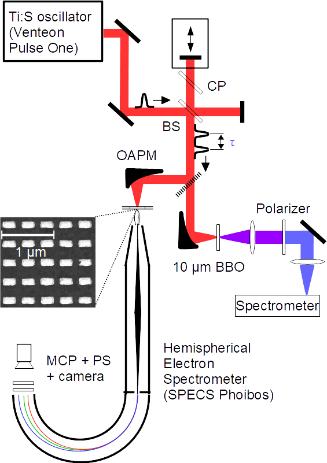 Ti:S oscillator
(Venteon
Pulse One)
CP
BS
τ
OAPM
Polarizer
1 μm
10 μm BBO
Spectrometer
MCP + PS
+ camera
Hemispherical
Electron
Spectrometer
(SPECS Phoibos)